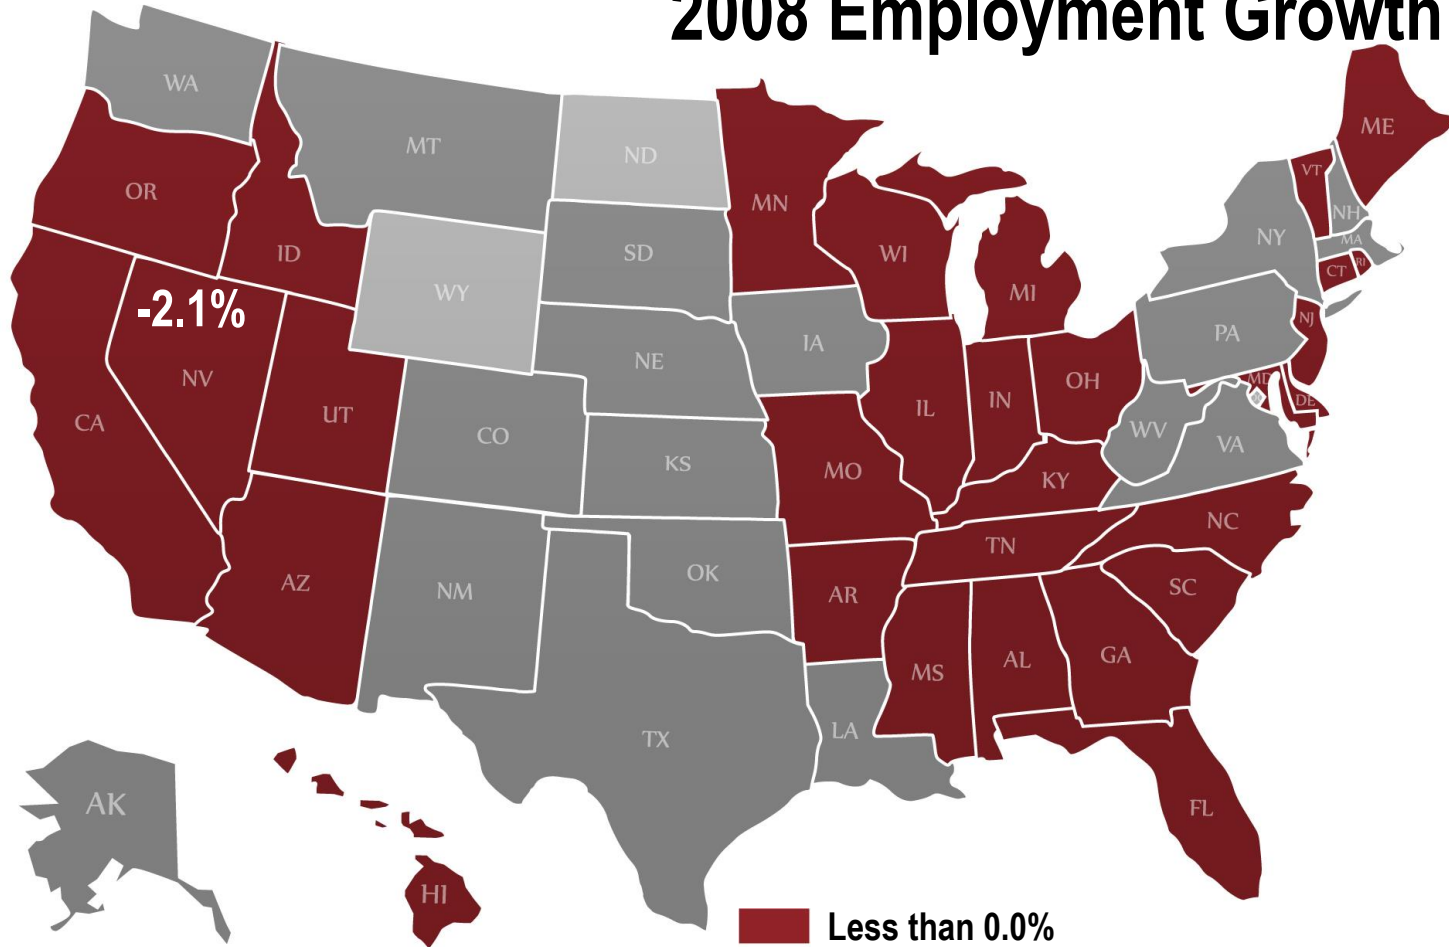 2008 Employment Growth
WA
MT
ND
MN
ME
OR
ID
SD
WI
MI
VT
NH
NY
MA
CT
RI
WY
-2.1%
NV
UT
CA
CO
NE
IA
IL
IN
OH
PA
NJ
MD
DE
WV
VA
KS
MO
KY
NC
TN
SC
AZ
NM
OK
AR
MS
AL
GA
TX
LA
FL
AK
HI
Less than 0.0%